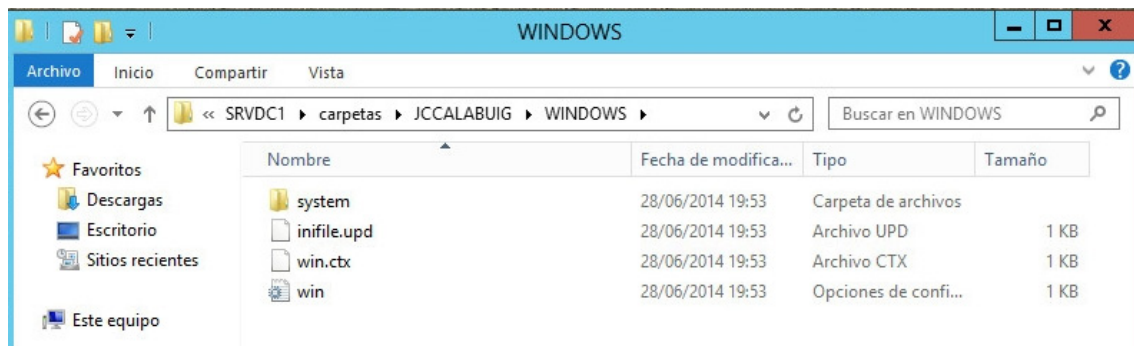 WINDOWS
Archivo Inicio Compartir Vista
« SRVDC1 ▸ carpetas ▸ JCCALABUIG ▸ WINDOWS ▸ Buscar en WINDOWS
Nombre Fecha de modifica... Tipo Tamaño
Favoritos
Descargas system 28/06/2014 19:53 Carpeta de archivos
Escritorio inifile.upd 28/06/2014 19:53 Archivo UPD 1 KB
Sitios recientes win.ctx 28/06/2014 19:53 Archivo CTX 1 KB
win 28/06/2014 19:53 Opciones de confi... 1 KB
Este equipo